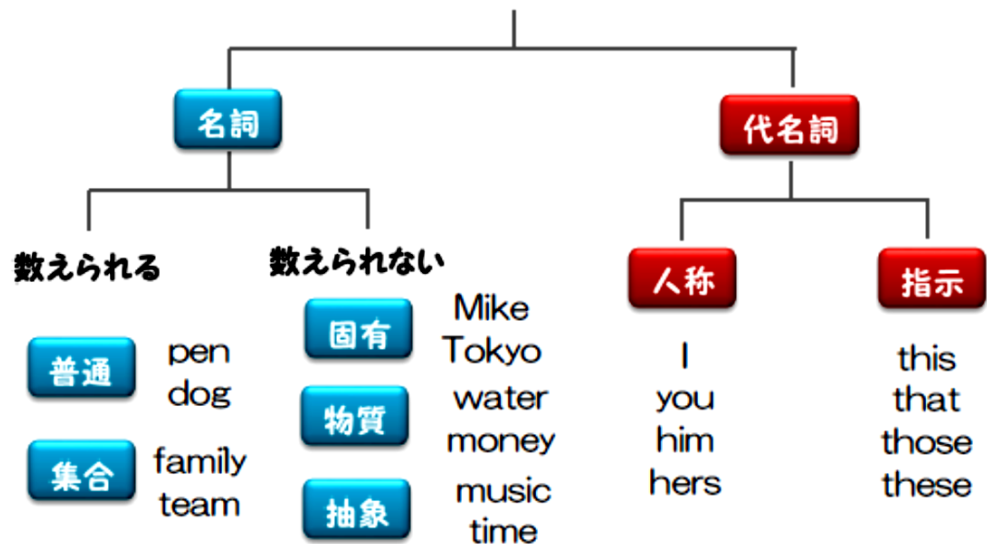 名詞
代名詞
数えられる
数えられない
普通
pen
dog
集合
family
team
固有
Mike
Tokyo
物質
water
money
抽象
music
time
人称
I
you
him
hers
指示
this
that
those
these